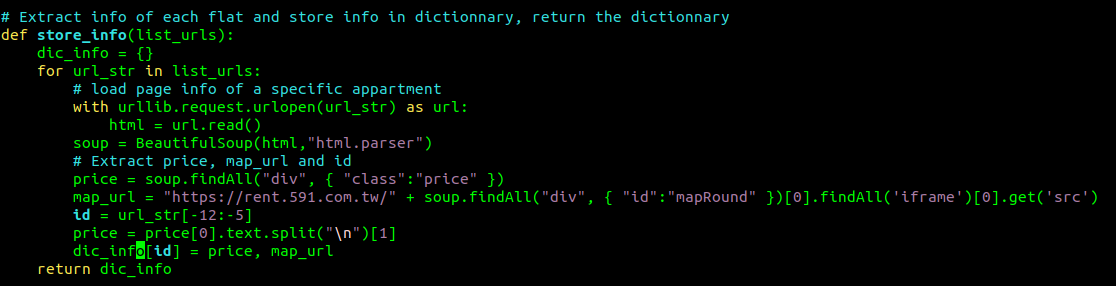 # Extract info of each flat and store info in dictionnary, return the dictionnary
def store_info(list_urls):
    dic_info = {}
    for url_str in list_urls:
        # load page info of a specific appartment
        with urllib.request.urlopen(url_str) as url:
            html = url.read()
        soup = BeautifulSoup(html,"html.parser")
        # Extract price, map_url and id
        price = soup.findAll("div", { "class":"price" })
        map_url = "https://rent.591.com.tw/" + soup.findAll("div", { "id":"mapRound" })[0].findAll('iframe')[0].get('src')
        id = url_str[-12:-5]
        price = price[0].text.split("\n")[1]
        dic_info[id] = price, map_url
    return dic_info